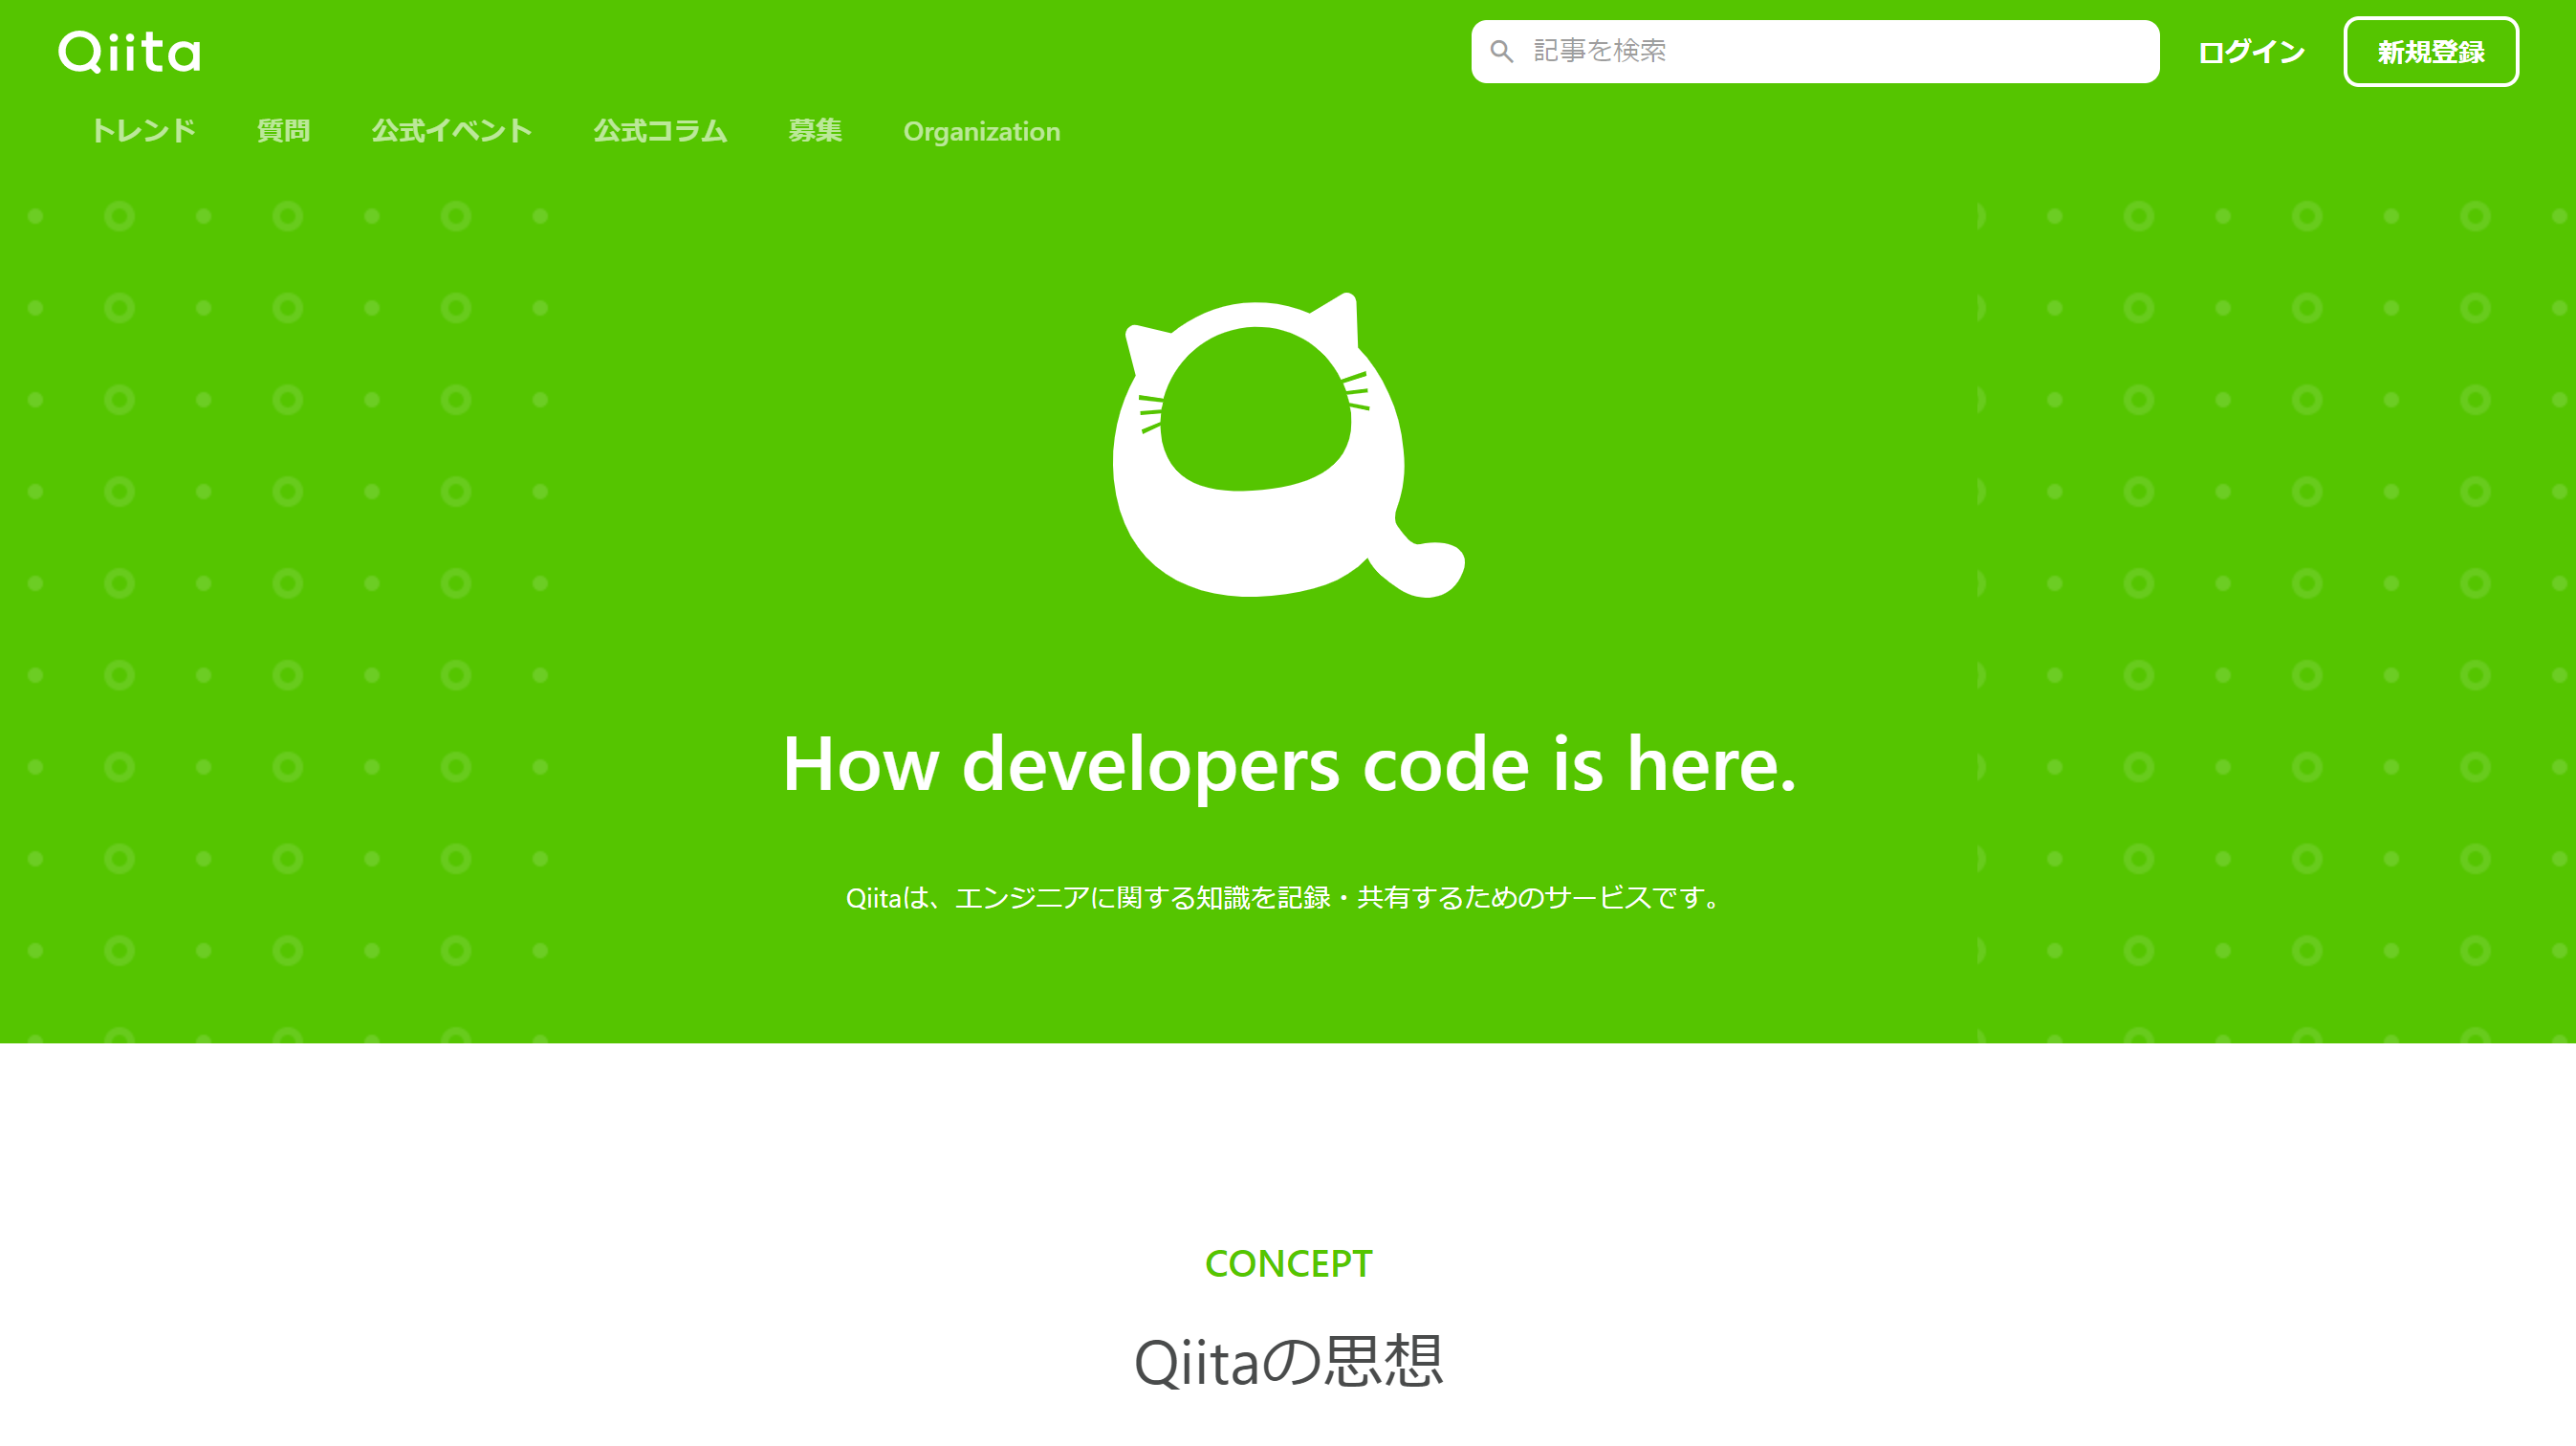 Qiita
記事を検索
ログイン
新規登録
トレンド 質問 公式イベント 公式コラム 募集 Organization
How developers code is here.
Qiitaは、エンジニアに関する知識を記録・共有するためのサービスです。
CONCEPT
Qiitaの思想